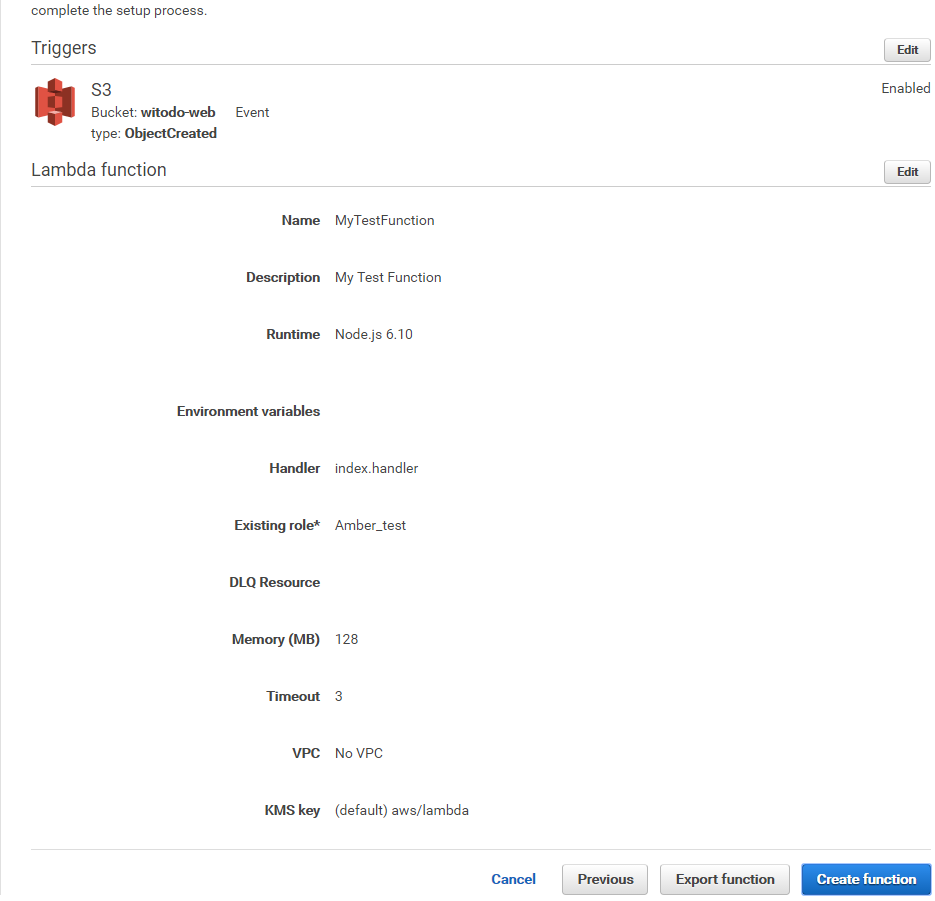 complete the setup process.
Triggers
Edit
S3
Enabled
Bucket: witodo-web Event
type: ObjectCreated
Lambda function
Edit
Name MyTestFunction
Description My Test Function
Runtime Node.js 6.10
Environment variables
Handler index.handler
Existing role* Amber_test
DLQ Resource
Memory (MB) 128
Timeout 3
VPC No VPC
KMS key (default) aws/lambda
Cancel Previous Export function Create function